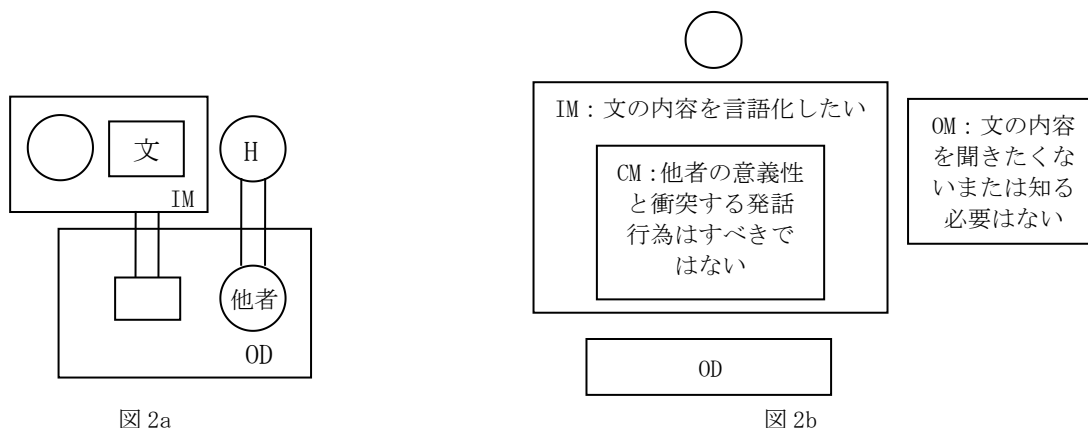 文
H
IM
他者
OD
図 2a
IM：文の内容を言語化したい
CM：他者の意義性
と衝突する発話
行為はすべきで
はない
OM：文の内容
を聞きたくな
いまたは知る
必要はない
OD
図 2b